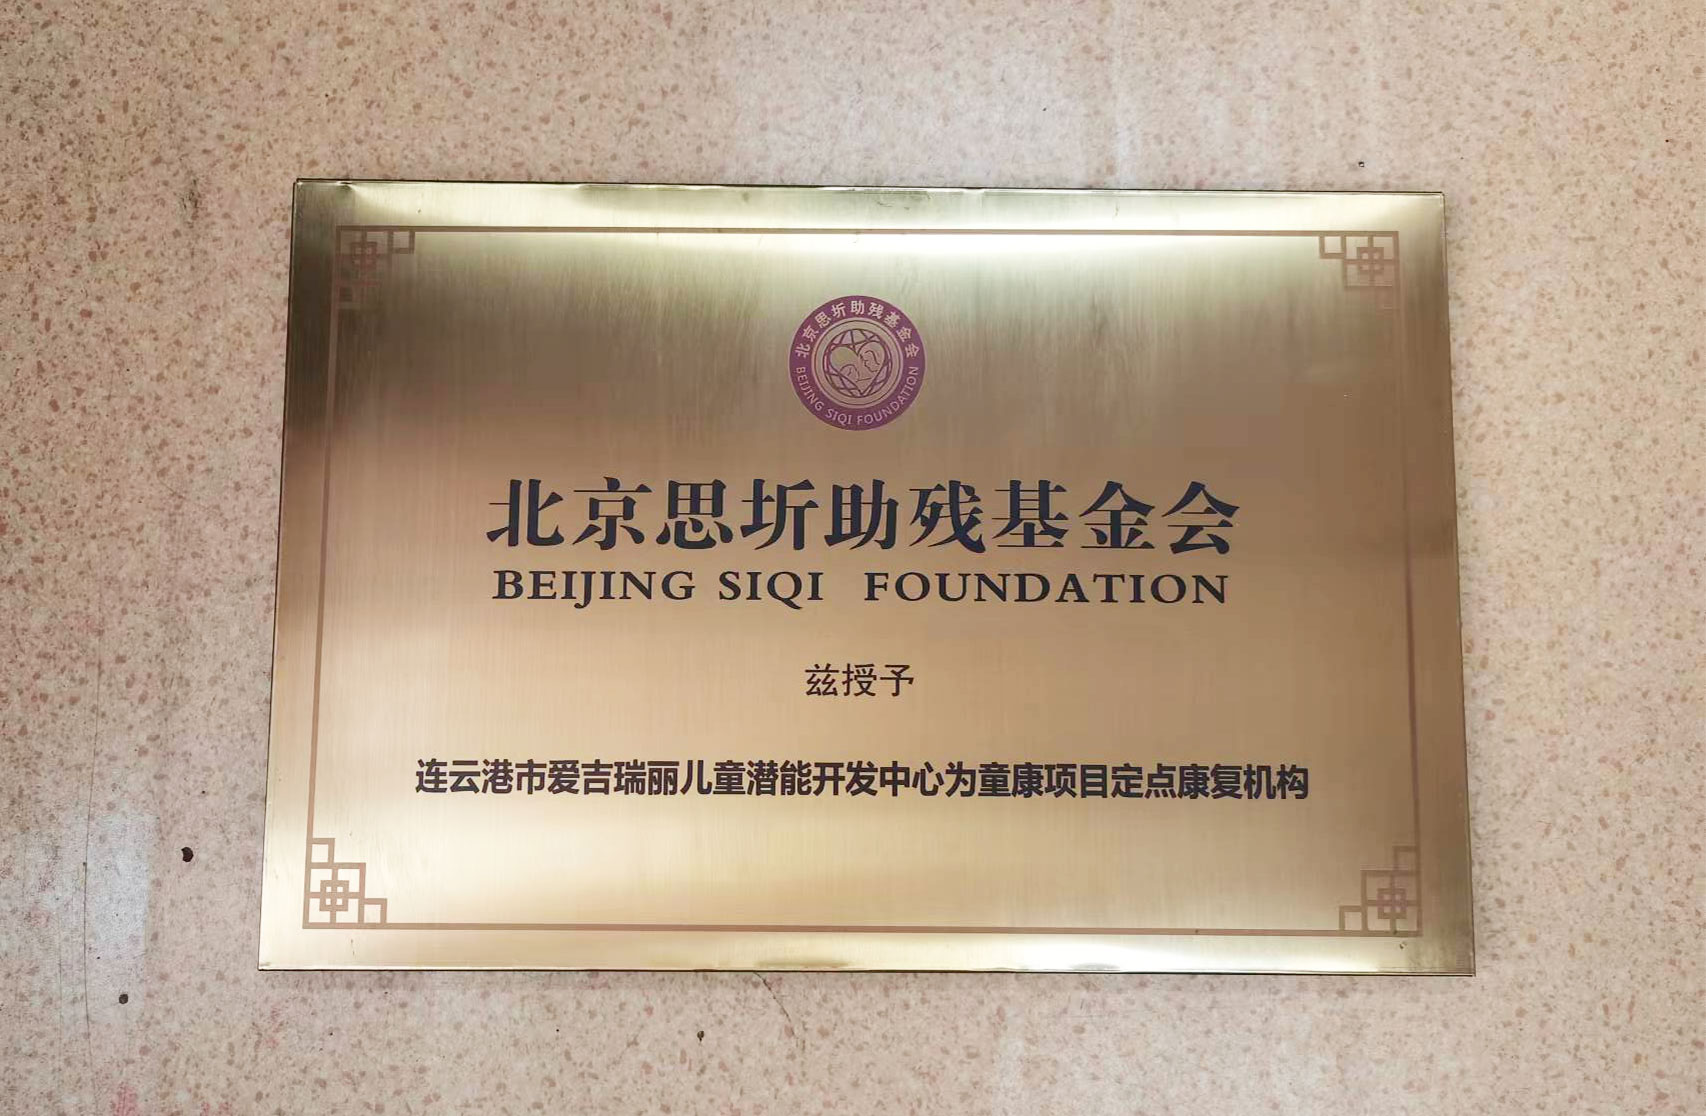 北京思圻助残基金会
BEIJING SIQI FOUNDATION
北京思圻助残基金会
BEIJING SIQI FOUNDATION
兹授予
连云港市爱吉瑞丽儿童潜能开发中心为童康项目定点康复机构